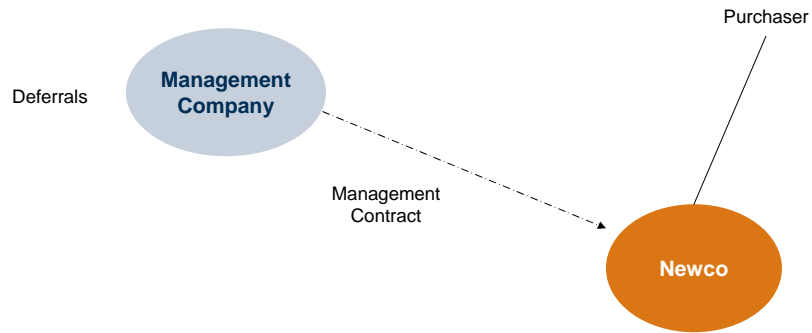 Purchaser
Management
Company
Deferrals
Management
Contract
Newco